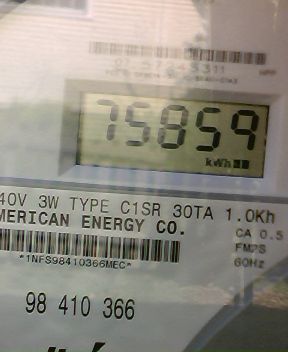 75859
kWh
40V 3W TYPE C1SR 30TA 1.0Kh
MERICAN ENERGY CO.
CA 0.5
*1NFS98410366MEC*
FM2S
60Hz
98 410 366